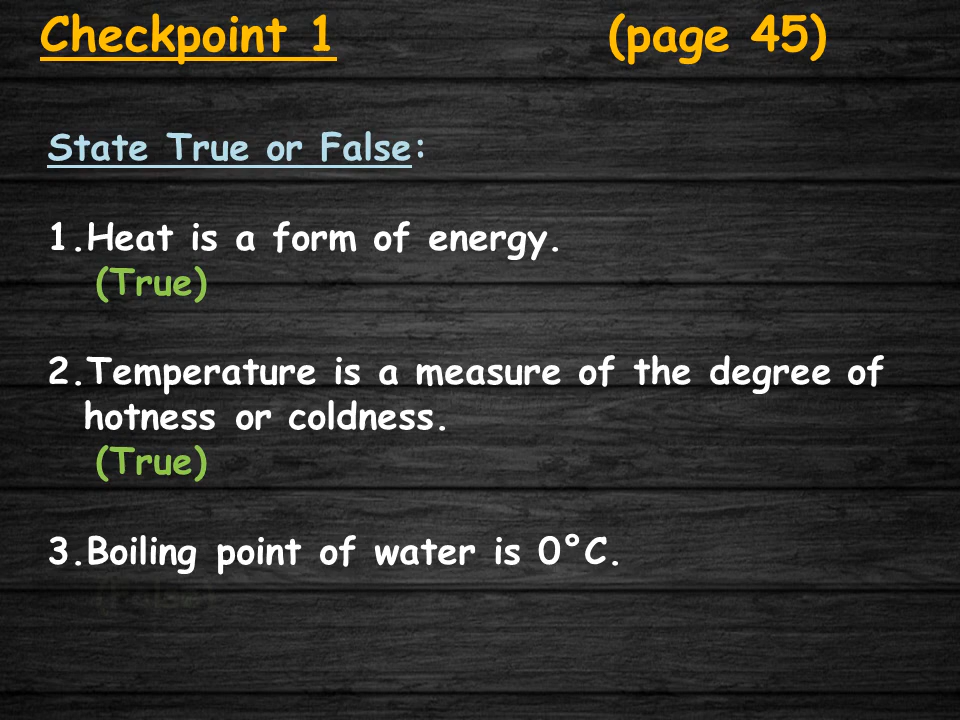 Checkpoint 1 (page 45)
State True or False:
1.Heat is a form of energy.
(True)
2.Temperature is a measure of the degree of
hotness or coldness.
(True)
3.Boiling point of water is 0°C.
(False)